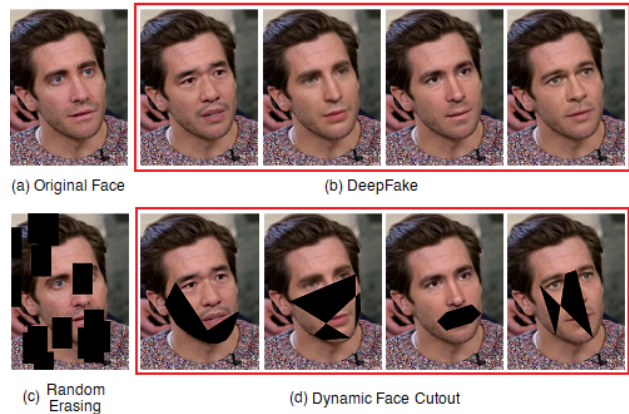 (a) Original Face
(b) DeepFake
(c) Random
Erasing
(d) Dynamic Face Cutout